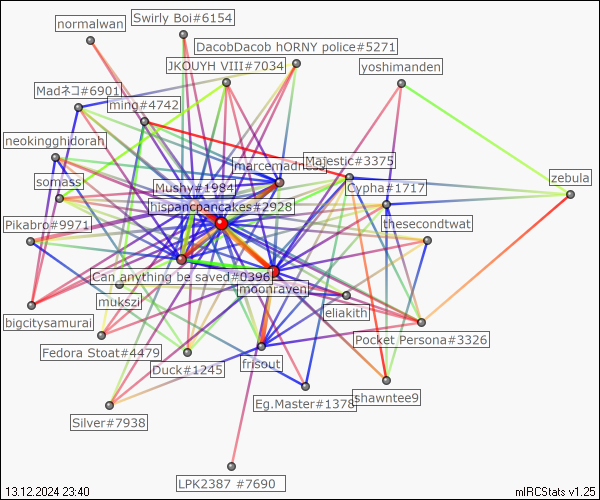 Swirly Boi#6154
normalwan
DacobDacob hORNY police#5271
JKOUYH VIII#7034
yoshimanden
Madネコ#6901
ming#4742
neokingghidorah
marcemadness
Majestic#3375
somass
Mushy#1984
Cypha#1717
zebula
hispancpancakes#2928
Pikabro#9971
thesecondtwat
Can anything be saved#0396
moonraven
mukszi
eliakith
bigcitysamurai
Pocket Persona#3326
Fedora Stoat#4479
Duck#1245
frisout
Eg.Master#1378
shawntee9
Silver#7938
LPK2387 #7690
13.12.2024 23:40
mIRCStats v1.25